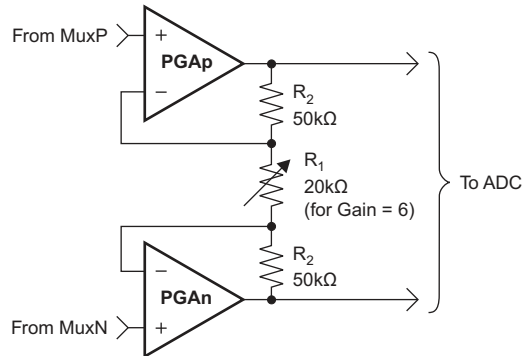 From MuxP
+
PGAp
−
R2
50kΩ
R1
20kΩ
(for Gain = 6)
To ADC
R2
50kΩ
−
PGAn
From MuxN
+